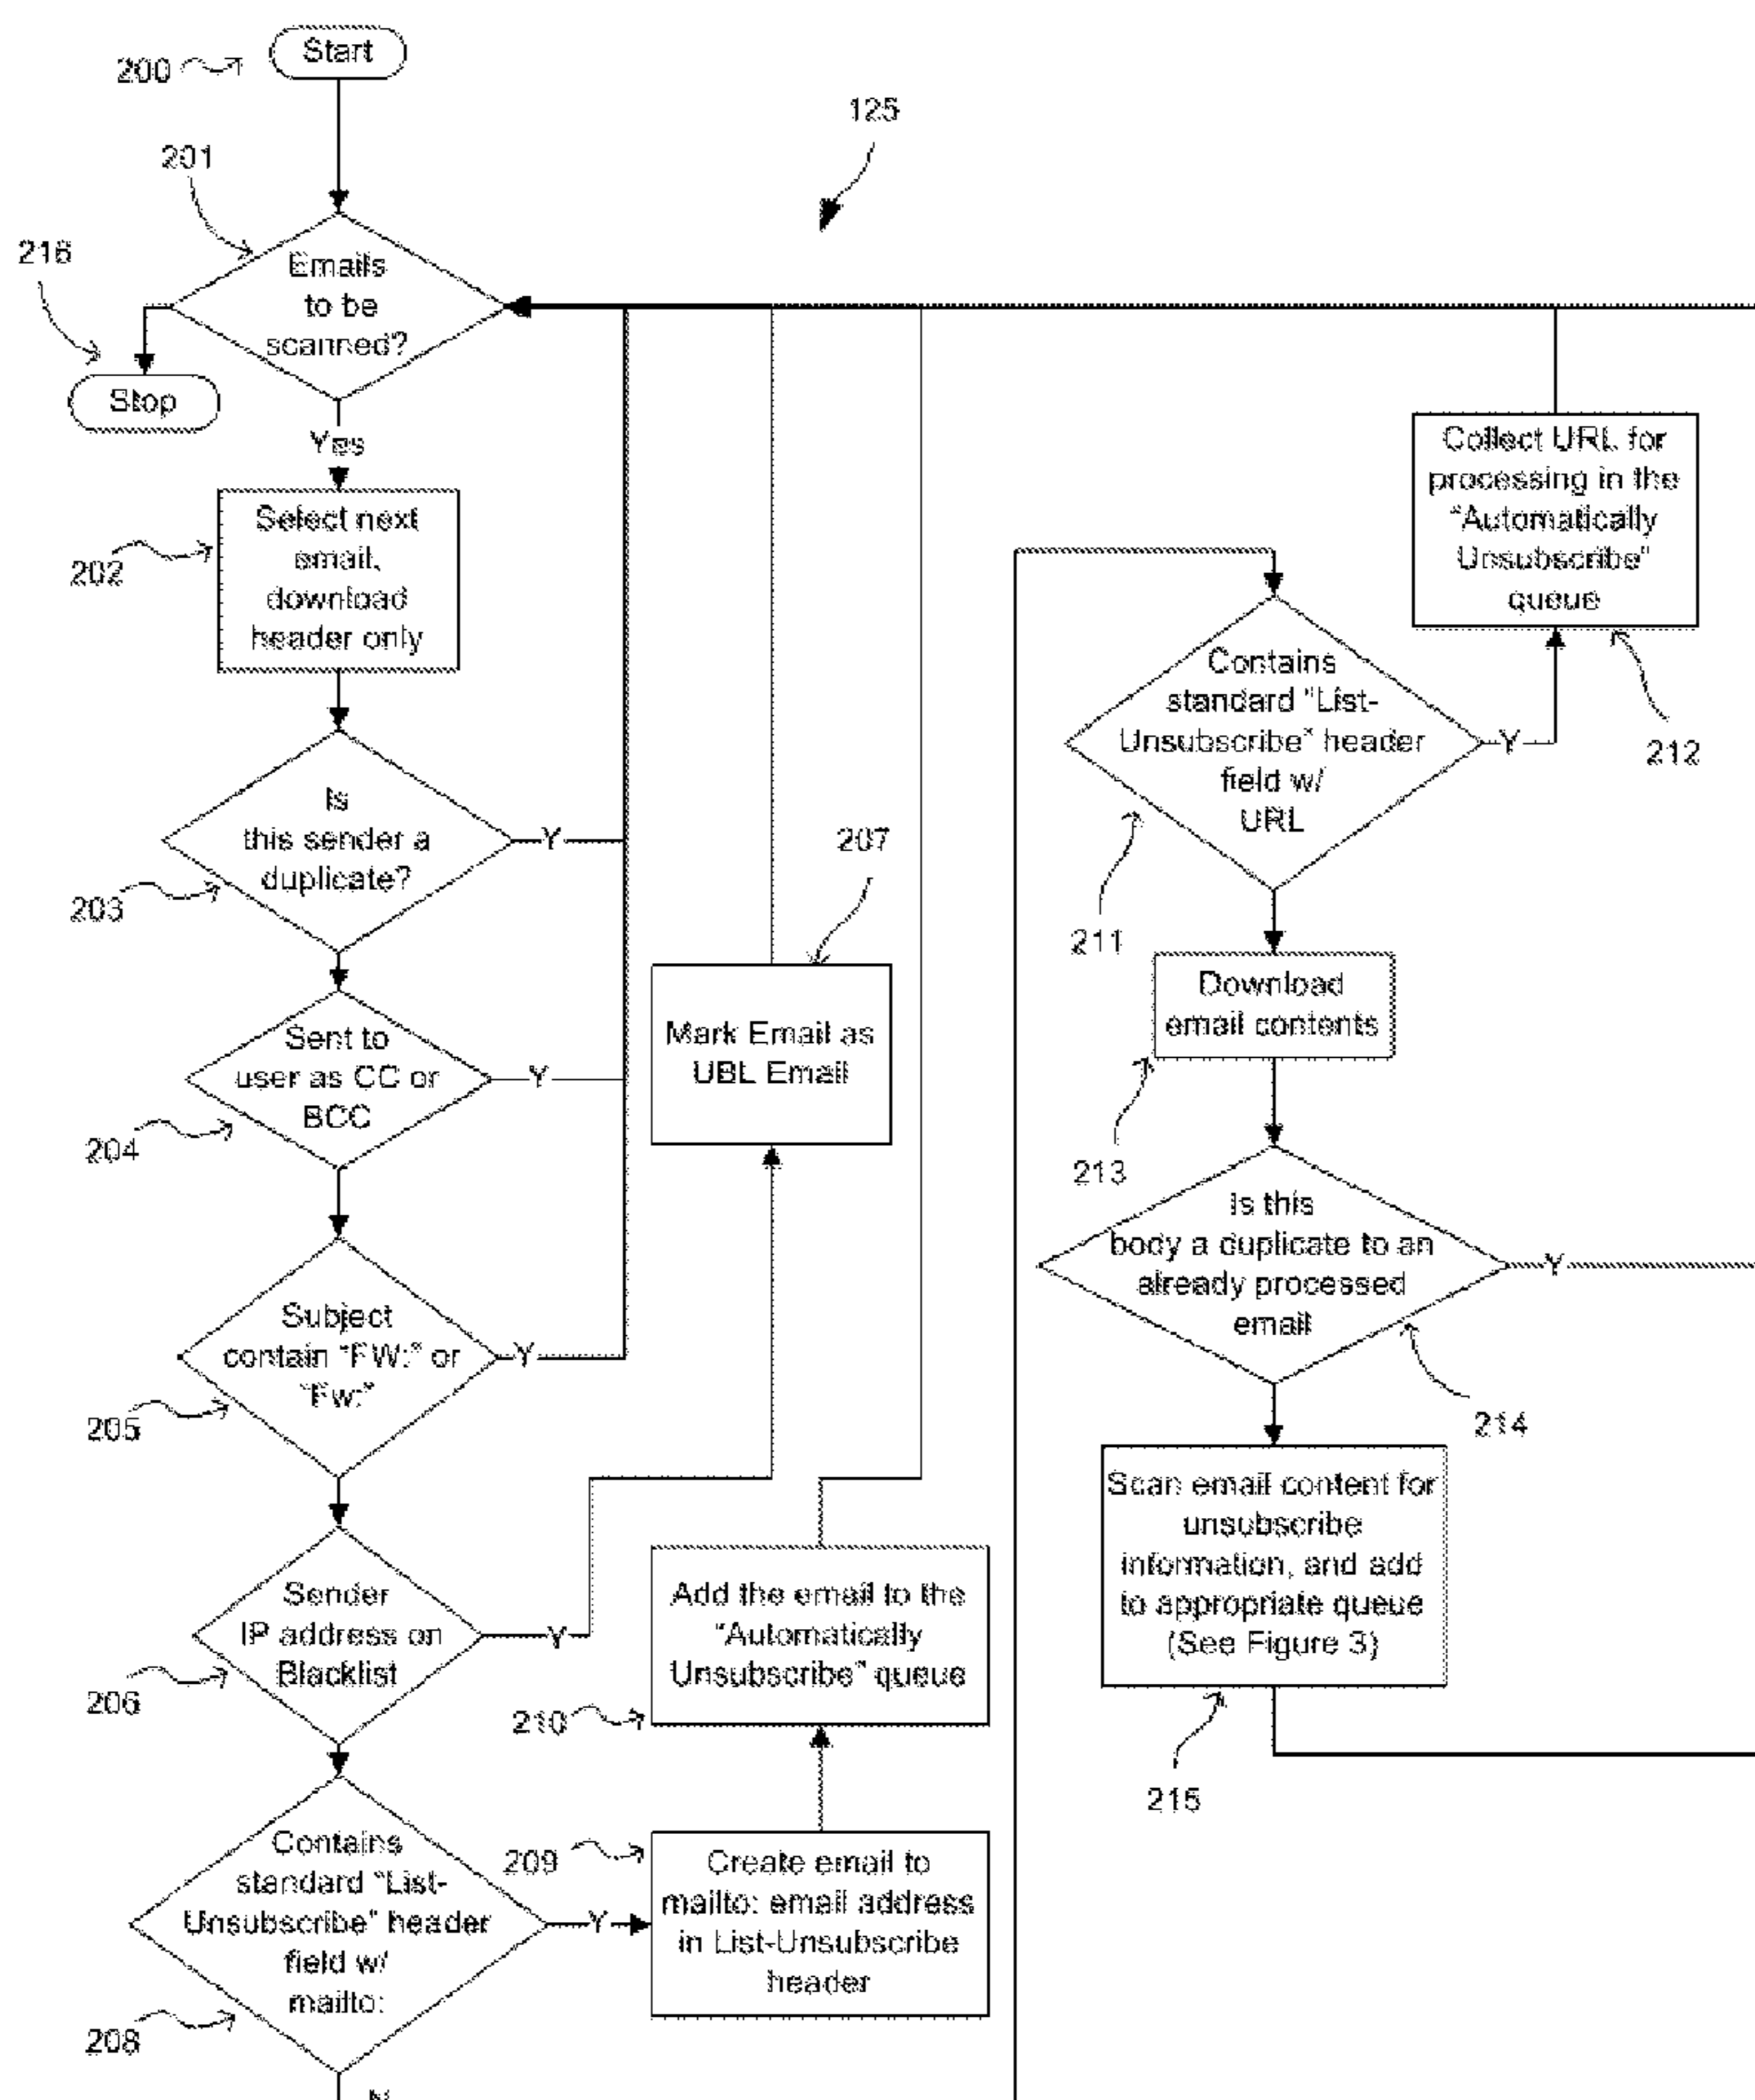 Start
200
125
201
216
Emails
to be
scanned?
Stop
Yes
Select next
email,
download
header only
202
Is
this sender a
duplicate?
Y
203
Sent to
user as CC or
BCC
Y
204
Subject
contain "FW:" or
"Fw:"
Y
205
Sender
IP address on
Blacklist
Y
206
207
Mark Email as
UBL Email
Contains
standard "List-
Unsubscribe" header
field w/
mailto:
Y
208
N
209
Create email to
mailto: email address
in List-Unsubscribe
header
Add the email to the
"Automatically
Unsubscribe" queue
210
Contains
standard "List-
Unsubscribe" header
field w/
URL
Y
211
Collect URL for
processing in the
"Automatically
Unsubscribe"
queue
212
Download
email contents
213
Is this
body a duplicate to an
already processed
email
Y
214
Scan email content for
unsubscribe
information, and add
to appropriate queue
(See Figure 3)
215